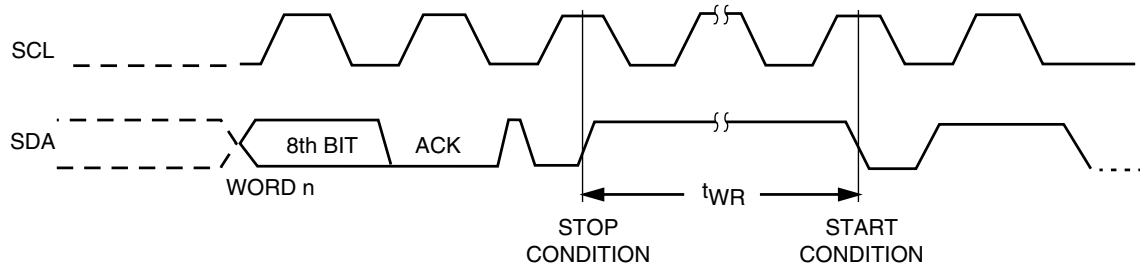 SCL
SDA
8th BIT
ACK
WORD n
tWR
STOP
CONDITION
START
CONDITION